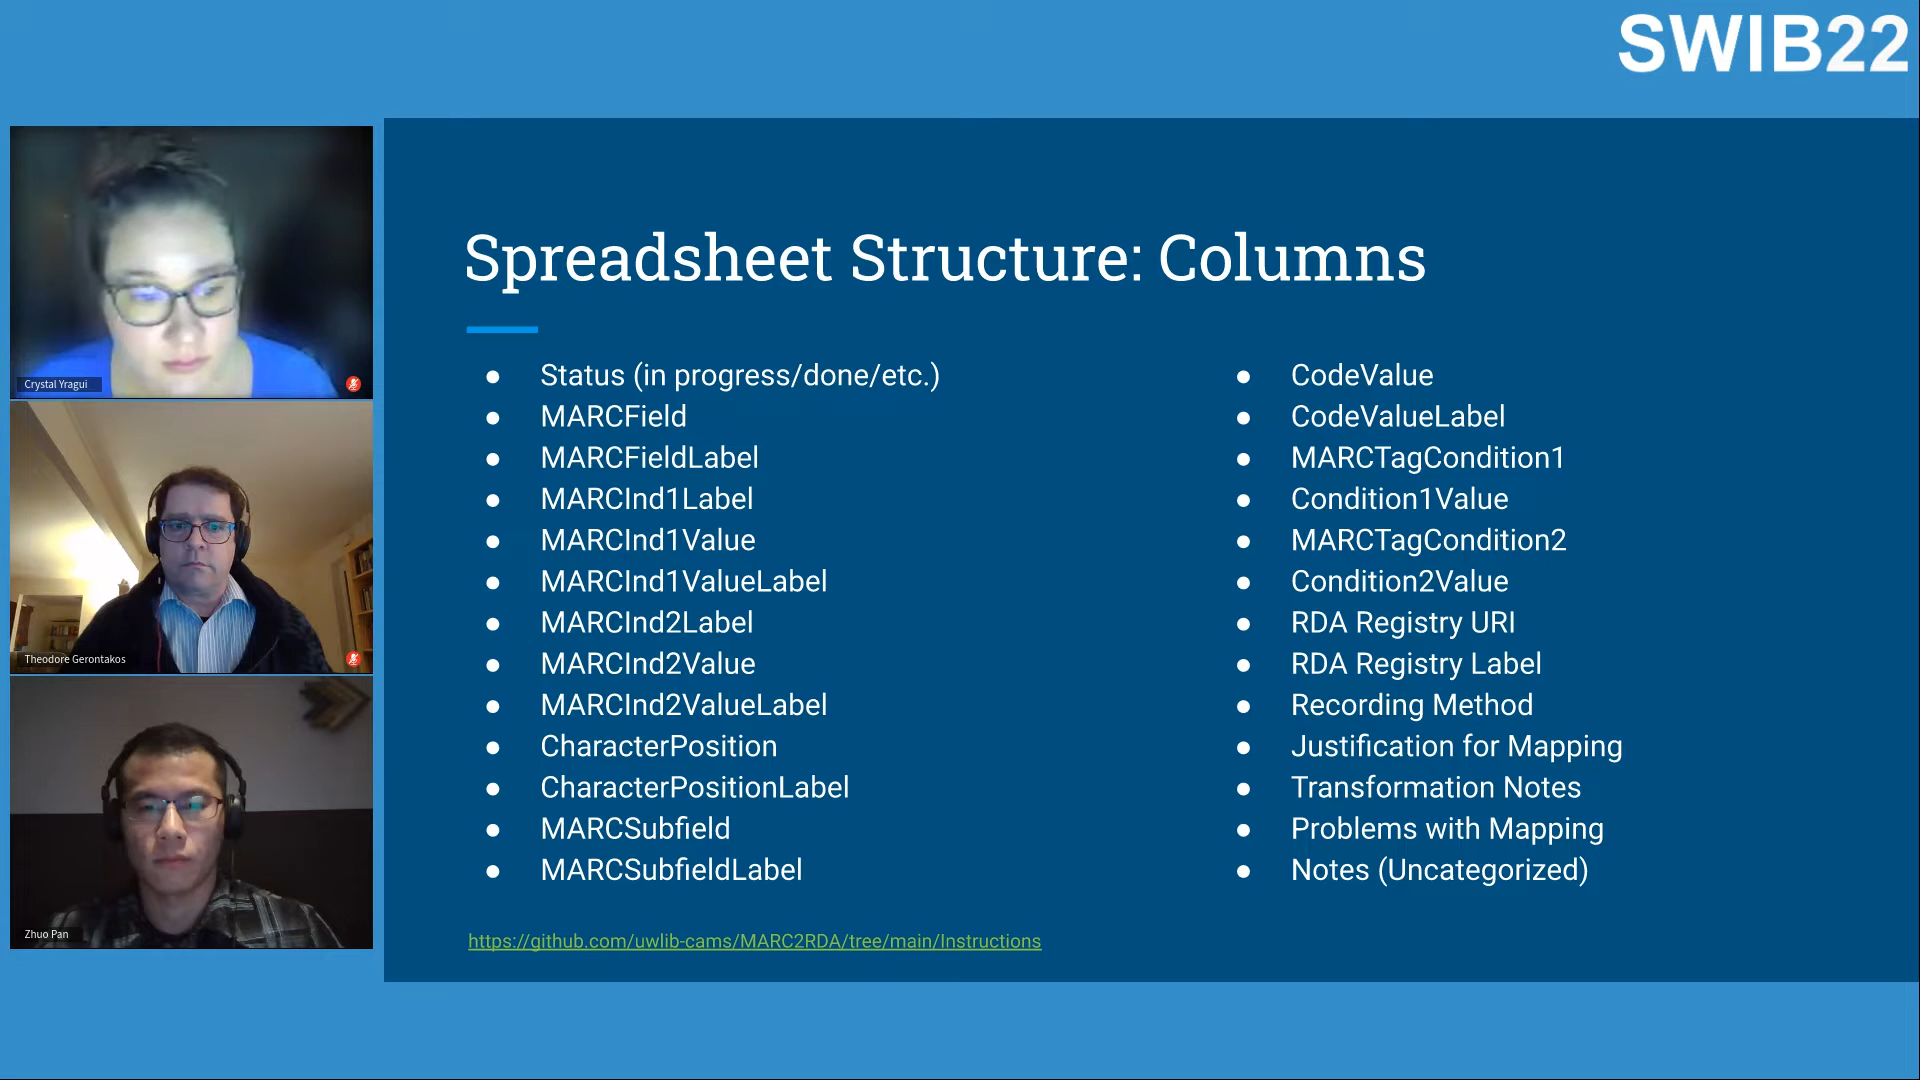 SWIB22
Spreadsheet Structure: Columns
Status (in progress/done/etc.)
MARCField
MARCFieldLabel
MARCInd1Label
MARCInd1Value
MARCInd1ValueLabel
MARCInd2Label
MARCInd2Value
MARCInd2ValueLabel
CharacterPosition
CharacterPositionLabel
MARCSubfield
MARCSubfieldLabel
CodeValue
CodeValueLabel
MARCTagCondition1
Condition1Value
MARCTagCondition2
Condition2Value
RDA Registry URI
RDA Registry Label
Recording Method
Justification for Mapping
Transformation Notes
Problems with Mapping
Notes (Uncategorized)
https://github.com/uwlib-cams/MARC2RDA/tree/main/Instructions
Crystal Yragui
Theodore Gerontakos
Zhuo Pan